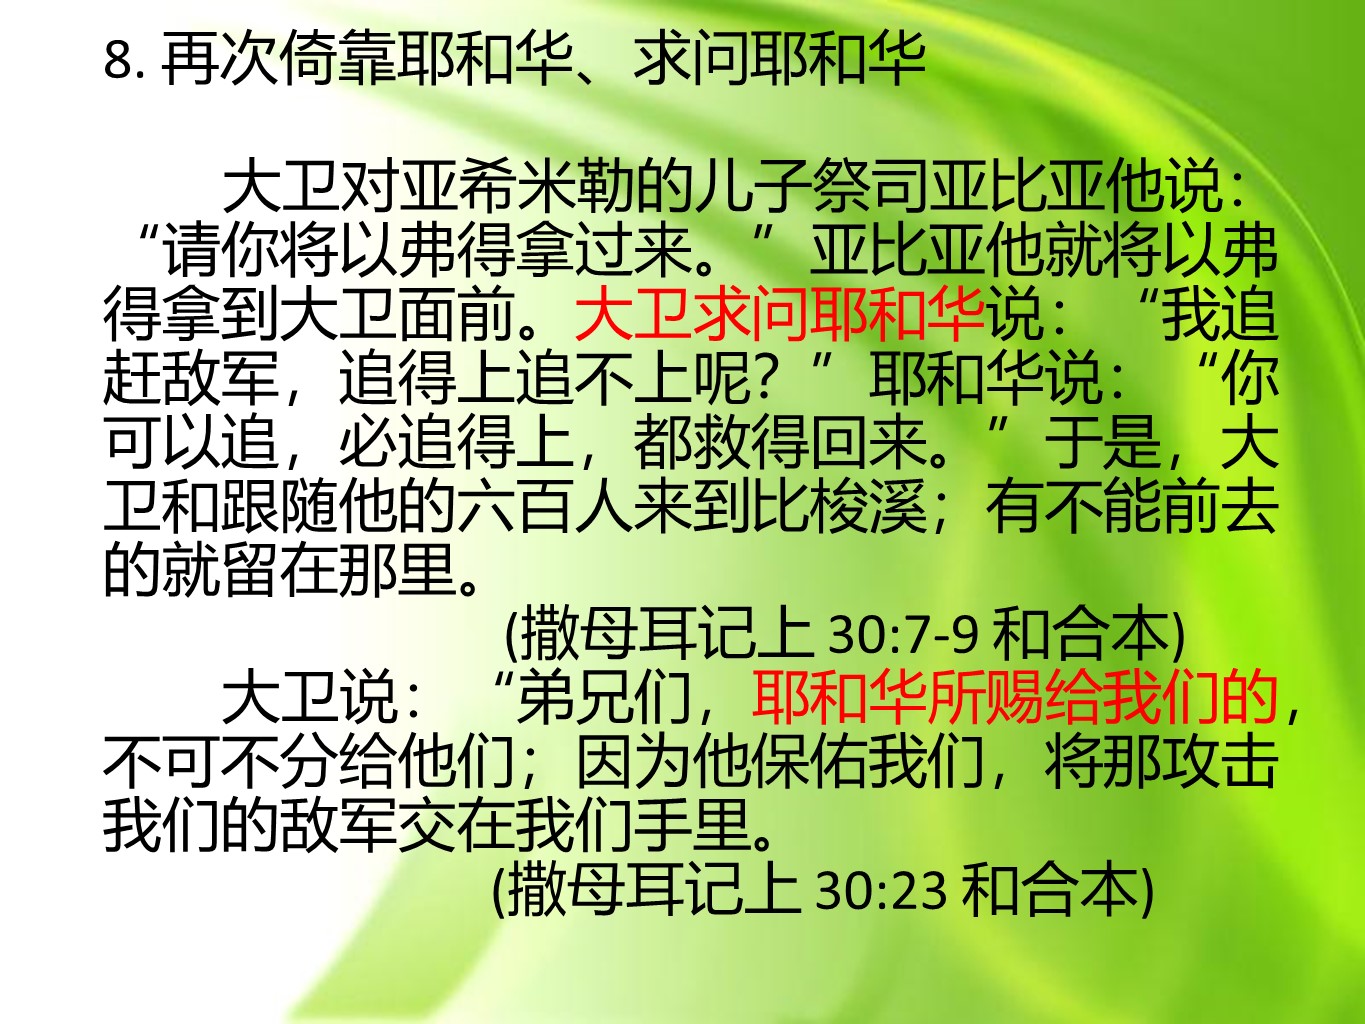 8. 再次倚靠耶和华、求问耶和华
大卫对亚希米勒的儿子祭司亚比亚他说：
“请你将以弗得拿过来。”亚比亚他就将以弗
得拿到大卫面前。大卫求问耶和华说：“我追
赶敌军，追得上追不上呢？”耶和华说：“你
可以追，必追得上，都救得回来。”于是，大
卫和跟随他的六百人来到比梭溪；有不能前去
的就留在那里。
(撒母耳记上 30:7-9 和合本)
大卫说：“弟兄们，耶和华所赐给我们的，
不可不分给他们；因为他保佑我们，将那攻击
我们的敌军交在我们手里。
(撒母耳记上 30:23 和合本)